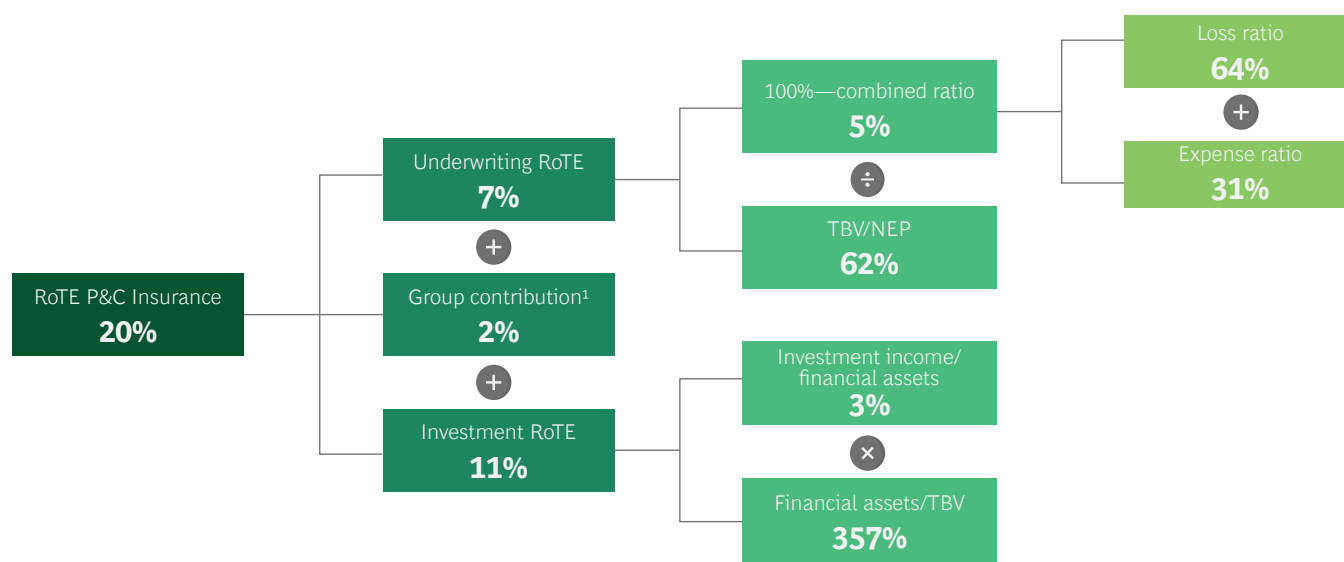 RoTE P&C Insurance
20%
Underwriting RoTE
7%
+
Group contribution¹
2%
+
Investment RoTE
11%
100%—combined ratio
5%
÷
TBV/NEP
62%
Investment income/
financial assets
3%
×
Financial assets/TBV
357%
Loss ratio
64%
+
Expense ratio
31%